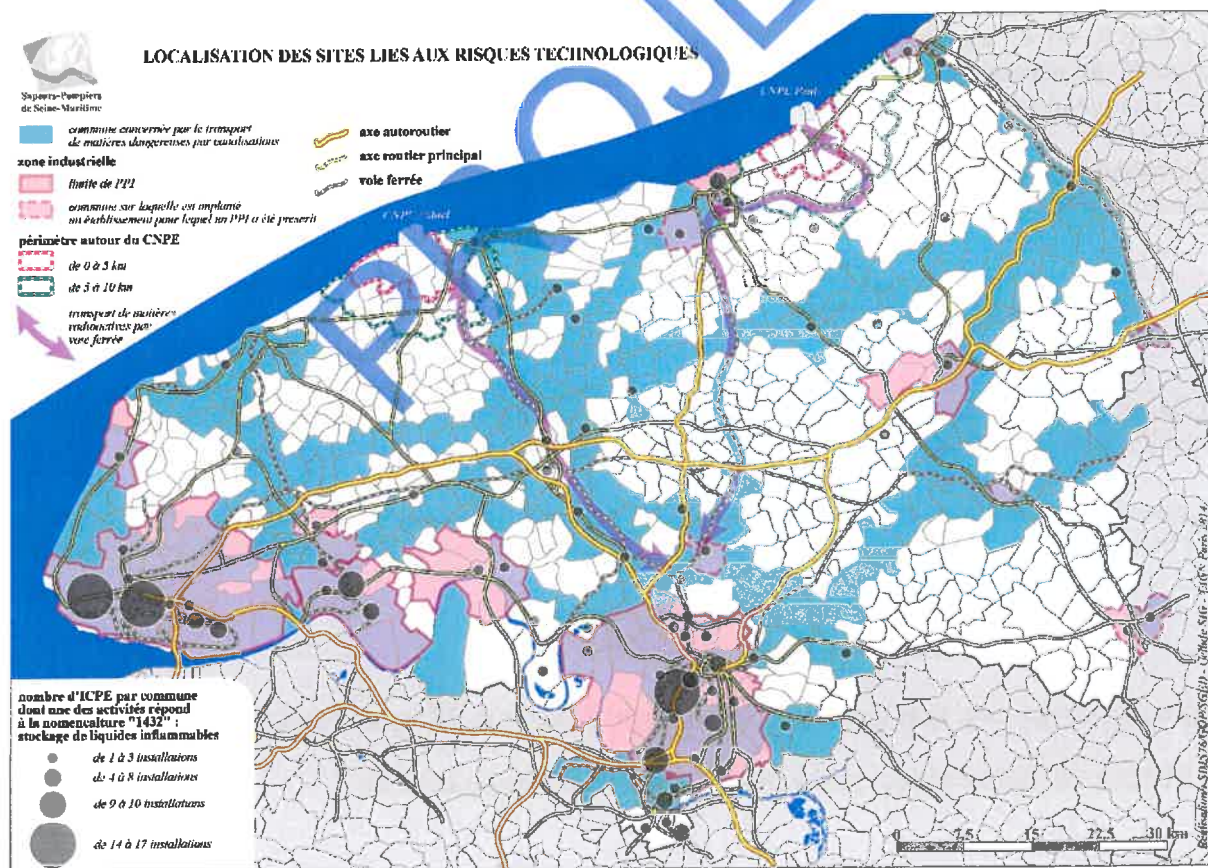 LOCALISATION DES SITES LIES AUX RISQUES TECHNOLOGIQUES
Sapeurs-Pompiers
de Seine-Maritime
commune concernée par le transport
de matières dangereuses par canalisations
zone industrielle
limite de PPI
commune sur laquelle est implanté
un établissement pour lequel un PPI a été prescrit
périmètre autour du CNPE
de 0 à 5 km
de 5 à 10 km
transport de matières
radioactives par
voie ferrée
axe autoroutier
axe routier principal
voie ferrée
CNPE Penly
CNPE Paluel
PROJE
nombre d'ICPE par commune
dont une des activités répond
à la nomenculture "1432" :
stockage de liquides inflammables
de 1 à 3 installations
de 4 à 8 installations
de 9 à 10 installations
de 14 à 17 installations
0 7,5 15 22,5 30 km